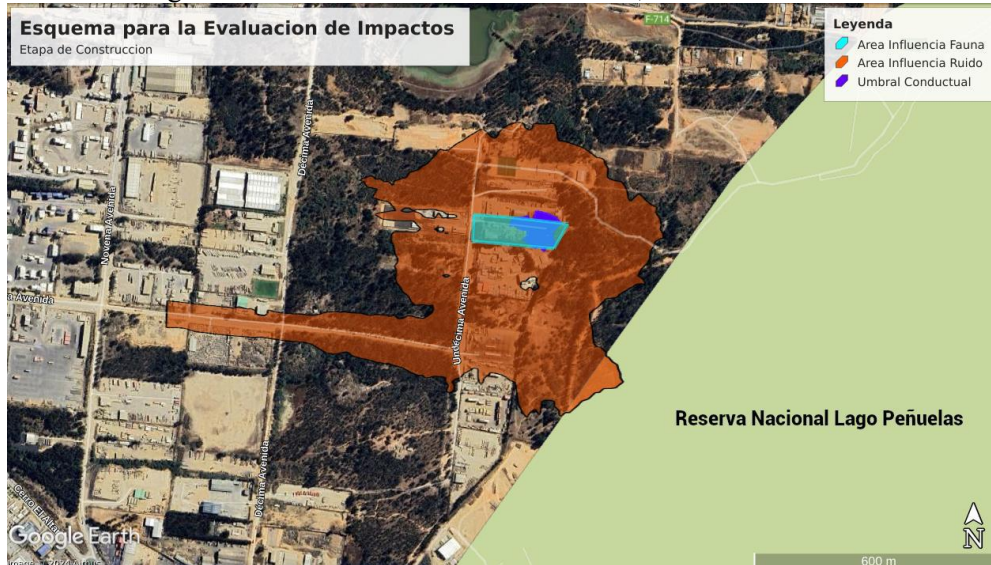 Esquema para la Evaluacion de Impactos
Etapa de Construccion
F-714
Leyenda
Area Influencia Fauna
Area Influencia Ruido
Umbral Conductual
Décima Avenida
Novena Avenida
a Avenida
Undécima Avenida
Reserva Nacional Lago Peñuelas
Décima Avenida
Google Earth
N
600 m